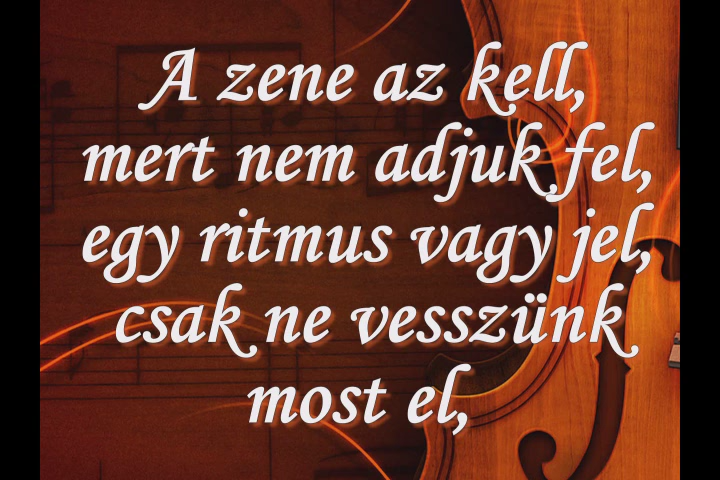 A zene az kell,
mert nem adjuk fel,
egy ritmus vagy jel,
csak ne vesszünk
most el,